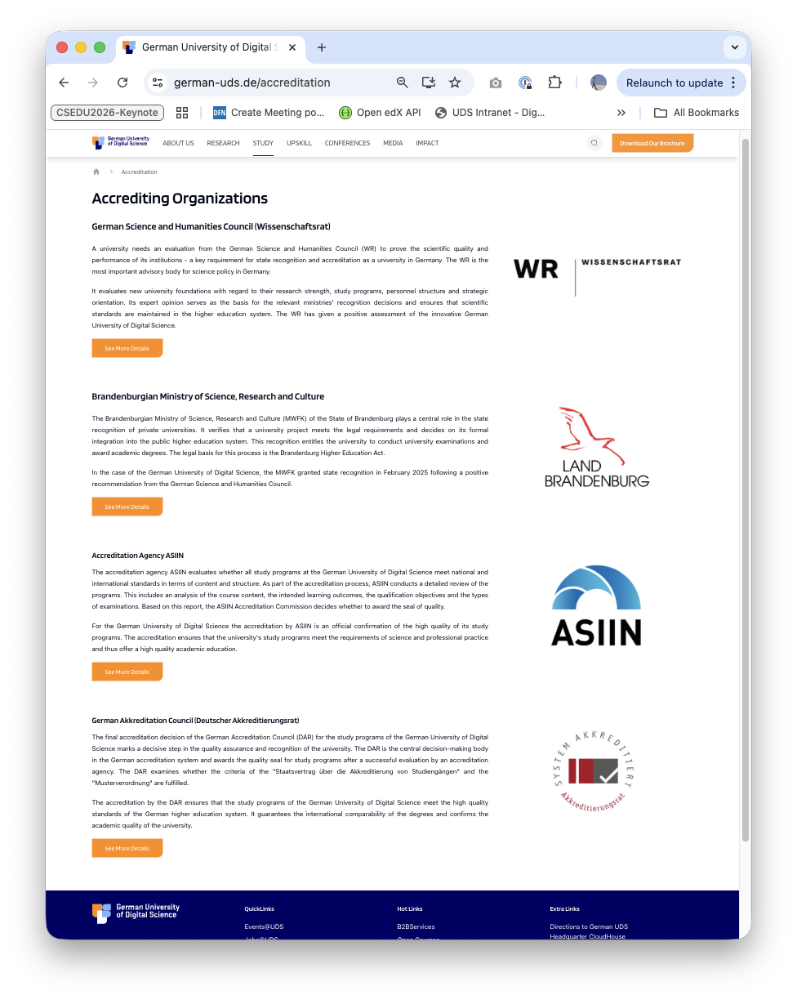 German University of Digital S
german-uds.de/accreditation
Relaunch to update
CSEDU2026-Keynote
DFN
Create Meeting po...
Open edX API
UDS Intranet - Dig...
All Bookmarks
German University
of Digital Science
ABOUT US
RESEARCH
STUDY
UPSKILL
CONFERENCES
MEDIA
IMPACT
Download Our Brochure
Accreditation
Accrediting Organizations
German Science and Humanities Council (Wissenschaftsrat)
A university needs an evaluation from the German Science and Humanities Council (WR) to prove the scientific quality and
performance of its institutions - a key requirement for state recognition and accreditation as a university in Germany. The WR is the
most important advisory body for science policy in Germany.
It evaluates new university foundations with regard to their research strength, study programs, personnel structure and strategic
orientation. Its expert opinion serves as the basis for the relevant ministries' recognition decisions and ensures that scientific
standards are maintained in the higher education system. The WR has given a positive assessment of the innovative German
University of Digital Science.
See More Details
WR
WISSENSCHAFTSRAT
Brandenburgian Ministry of Science, Research and Culture
The Brandenburgian Ministry of Science, Research and Culture (MWFK) of the State of Brandenburg plays a central role in the state
recognition of private universities. It verifies that a university project meets the legal requirements and decides on its formal
integration into the public higher education system. This recognition entitles the university to conduct university examinations and
award academic degrees. The legal basis for this process is the Brandenburg Higher Education Act.
In the case of the German University of Digital Science, the MWFK granted state recognition in February 2025 following a positive
recommendation from the German Science and Humanities Council.
See More Details
LAND
BRANDENBURG
Accreditation Agency ASIIN
The accreditation agency ASIIN evaluates whether all study programs at the German University of Digital Science meet national and
international standards in terms of content and structure. As part of the accreditation process, ASIIN conducts a detailed review of the
programs. This includes an analysis of the course content, the intended learning outcomes, the qualification objectives and the types
of examinations. Based on this report, the ASIIN Accreditation Commission decides whether to award the seal of quality.
For the German University of Digital Science the accreditation by ASIIN is an official confirmation of the high quality of its study
programs. The accreditation ensures that the university's study programs meet the requirements of science and professional practice
and thus offer a high quality academic education.
See More Details
ASIIN
German Akkreditation Council (Deutscher Akkreditierungsrat)
The final accreditation decision of the German Accreditation Council (DAR) for the study programs of the German University of Digital
Science marks a decisive step in the quality assurance and recognition of the university. The DAR is the central decision-making body
in the German accreditation system and awards the quality seal for study programs after a successful evaluation by an accreditation
agency. The DAR examines whether the criteria of the "Staatsvertrag über die Akkreditierung von Studiengängen" and the
"Musterverordnung" are fulfilled.
The accreditation by the DAR ensures that the study programs of the German University of Digital Science meet the high quality
standards of the German higher education system. It guarantees the international comparability of the degrees and confirms the
academic quality of the university.
See More Details
SYSTEM AKKREDITIERT
Akkreditierungsrat
German University
of Digital Science
QuickLinks
Hot Links
Extra Links
Events@UDS
B2BServices
Directions to German UDS
Jobs@UDS
Open Courses
Headquarter CloudHouse